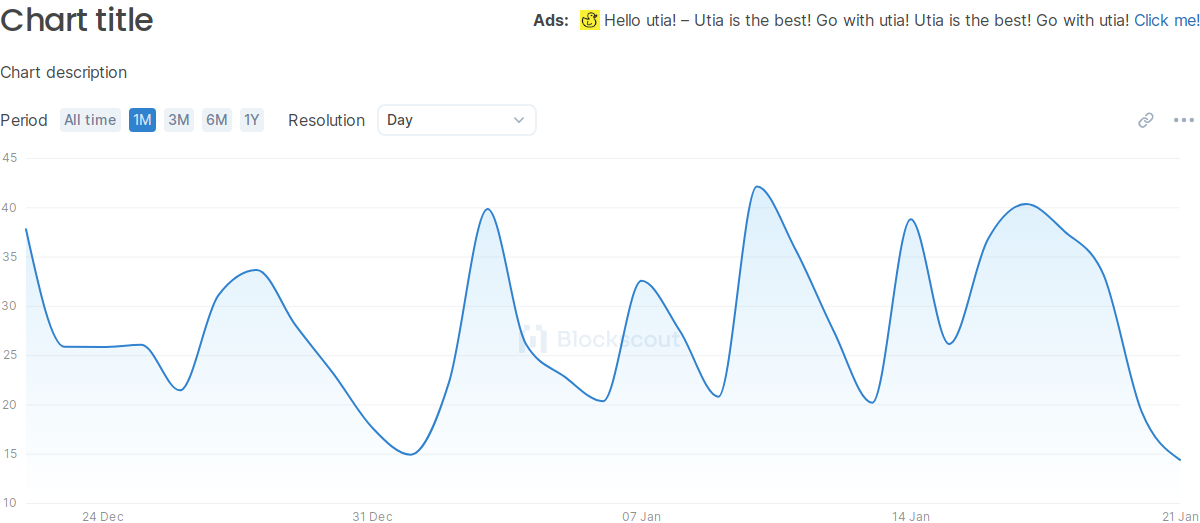 Chart title
Ads: Hello utia! – Utia is the best! Go with utia! Utia is the best! Go with utia! Click me!
Chart description
Period All time 1M 3M 6M 1Y Resolution Day
45
40
35
30
25
20
15
10
Blockscout
24 Dec 31 Dec 07 Jan 14 Jan 21 Jan